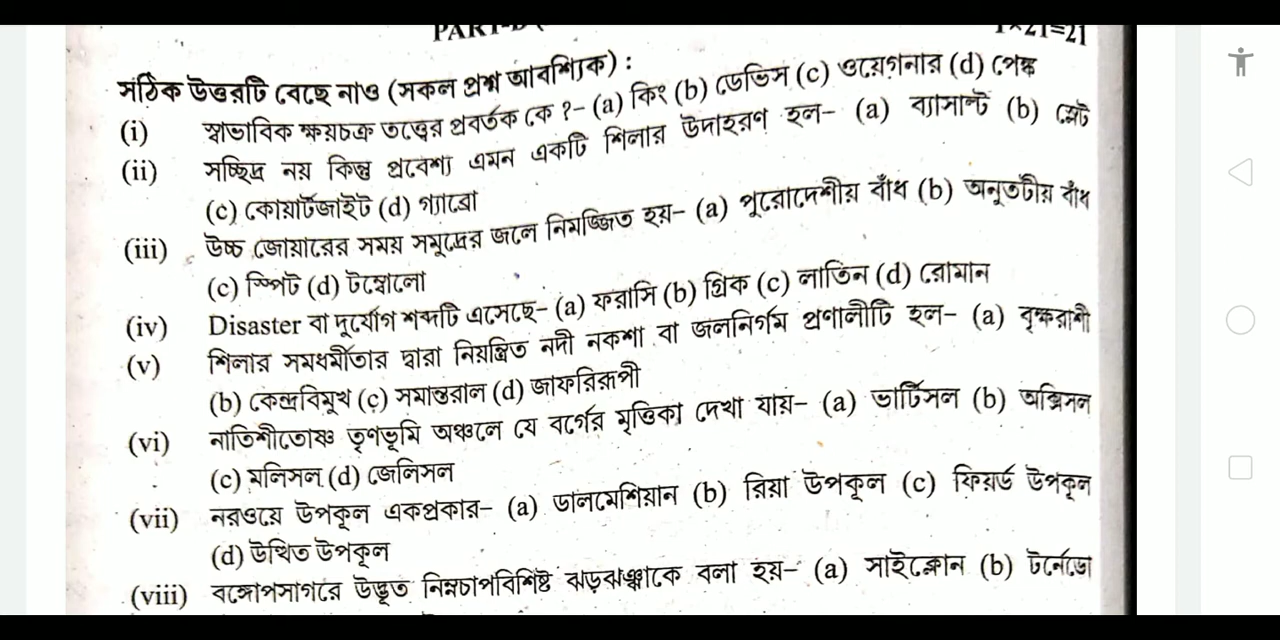 সঠিক উত্তরটি বেছে নাও (সকল প্রশ্ন আবশ্যিক) :
(i) স্বাভাবিক ক্ষয়চক্র তত্ত্বের প্রবর্তক কে ?– (a) কিং (b) ডেভিস (c) ওয়েগনার (d) পেঙ্ক
(ii) সচ্ছিদ্র নয় কিন্তু প্রবেশ্য এমন একটি শিলার উদাহরণ হল– (a) ব্যাসাল্ট (b) স্লেট
(c) কোয়ার্টজাইট (d) গ্যাব্রো
(iii) উচ্চ জোয়ারের সময় সমুদ্রের জলে নিমজ্জিত হয়– (a) পুরোদেশীয় বাঁধ (b) অনুতটীয় বাঁধ
(c) স্পিট (d) টম্বোলো
(iv) Disaster বা দুর্যোগ শব্দটি এসেছে– (a) ফরাসি (b) গ্রিক (c) লাতিন (d) রোমান
(v) শিলার সমধর্মীতার দ্বারা নিয়ন্ত্রিত নদী নকশা বা জলনির্গম প্রণালীটি হল– (a) বৃক্ষরাশী
(b) কেন্দ্রবিমুখ (c) সমান্তরাল (d) জাফরিরূপী
(vi) নাতিশীতোষ্ণ তৃণভূমি অঞ্চলে যে বর্গের মৃত্তিকা দেখা যায়– (a) ভার্টিসল (b) অক্সিসল
(c) মলিসল (d) জেলিসল
(vii) নরওয়ে উপকূল একপ্রকার– (a) ডালমেশিয়ান (b) রিয়া উপকূল (c) ফিয়র্ড উপকূল
(d) উত্থিত উপকূল
(viii) বঙ্গোপসাগরে উদ্ভূত নিম্নচাপবিশিষ্ট ঝড়ঝঞ্ঝাকে বলা হয়– (a) সাইক্লোন (b) টর্নেডো